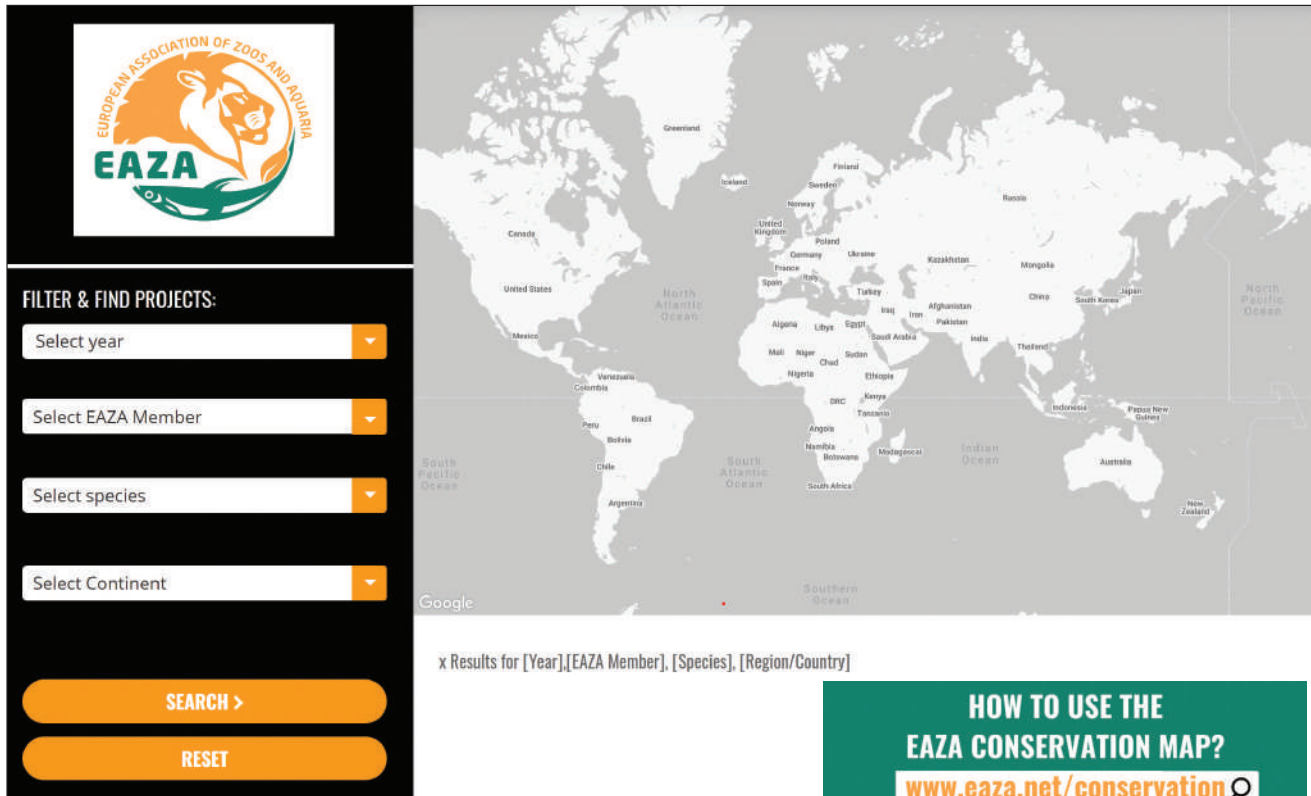 EUROPEAN ASSOCIATION OF ZOOS AND AQUARIA
EAZA
FILTER & FIND PROJECTS:
Select year
Select EAZA Member
Select species
Select Continent
SEARCH >
RESET
Greenland
Iceland
Finland
Sweden
Norway
Russia
Canada
United Kingdom
Poland
Germany
Ukraine
France
Italy
Spain
Kazakhstan
Mongolia
United States
North Atlantic Ocean
Turkey
China
South Korea
Japan
North Pacific Ocean
Iraq
Iran
Afghanistan
Pakistan
Algeria
Libya
Egypt
Saudi Arabia
India
Thailand
Mexico
Mali
Niger
Chad
Sudan
Nigeria
Ethiopia
Venezuela
Colombia
DRC
Kenya
Tanzania
Indonesia
Papua New Guinea
Peru
Brazil
Bolivia
Angola
Namibia
Botswana
Madagascar
Indian Ocean
Australia
South Pacific Ocean
Chile
South Atlantic Ocean
South Africa
Argentina
New Zealand
Southern Ocean
Google
x Results for [Year],[EAZA Member], [Species], [Region/Country]
HOW TO USE THE
EAZA CONSERVATION MAP?
www.eaza.net/conservation